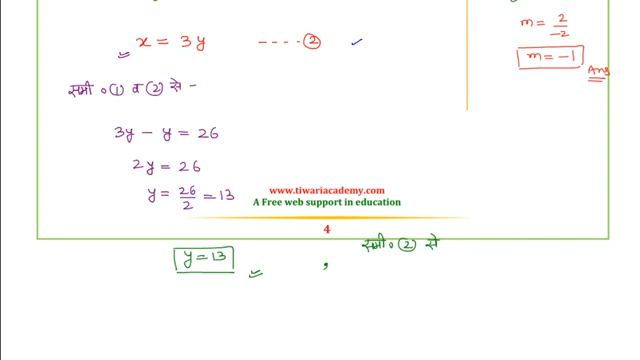 x = 3y ---- ②
समी० ① व ② से -
3y - y = 26
2y = 26
y = 26/2 = 13
y = 13
समी० ② से
,
m = 2/-2
m = -1
Ans
www.tiwariacademy.com
A Free web support in education
4